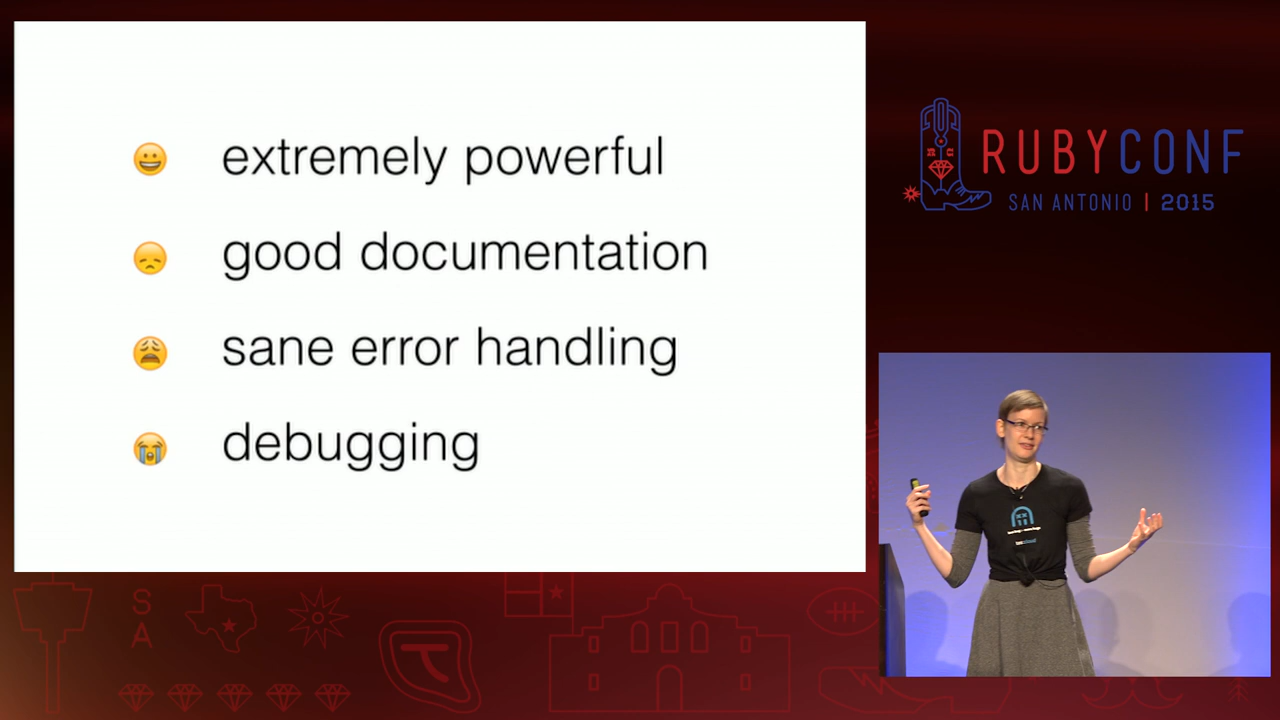 extremely powerful
good documentation
sane error handling
debugging
RUBYCONF
SAN ANTONIO | 2015
S
A